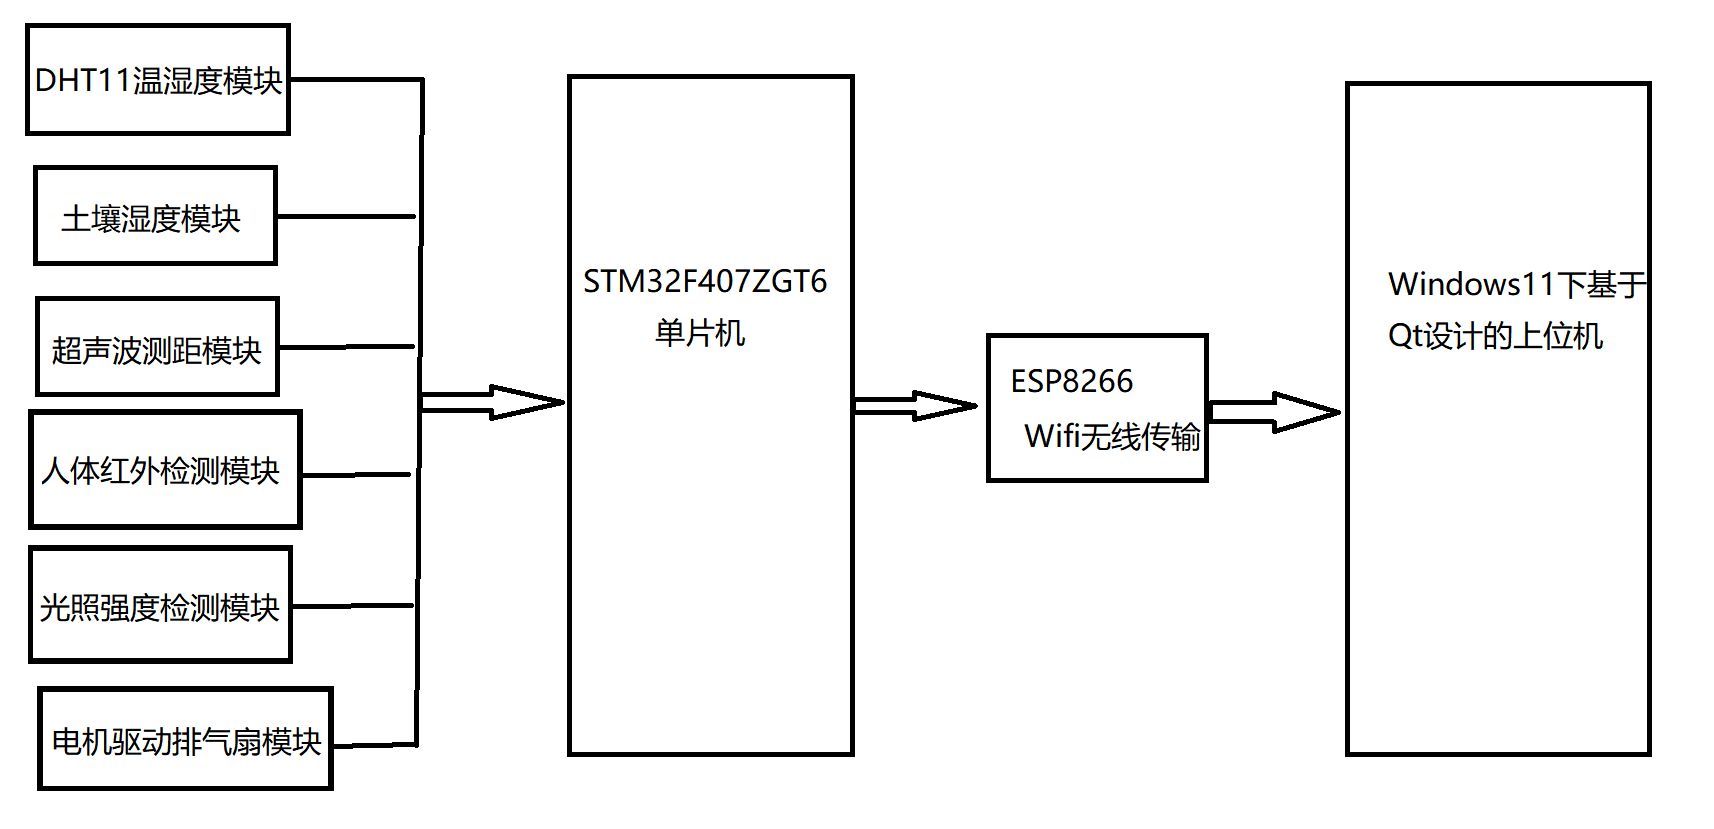 DHT11温湿度模块
土壤湿度模块
超声波测距模块
人体红外检测模块
光照强度检测模块
电机驱动排气扇模块
STM32F407ZGT6
单片机
ESP8266
Wifi无线传输
Windows11下基于
Qt设计的上位机